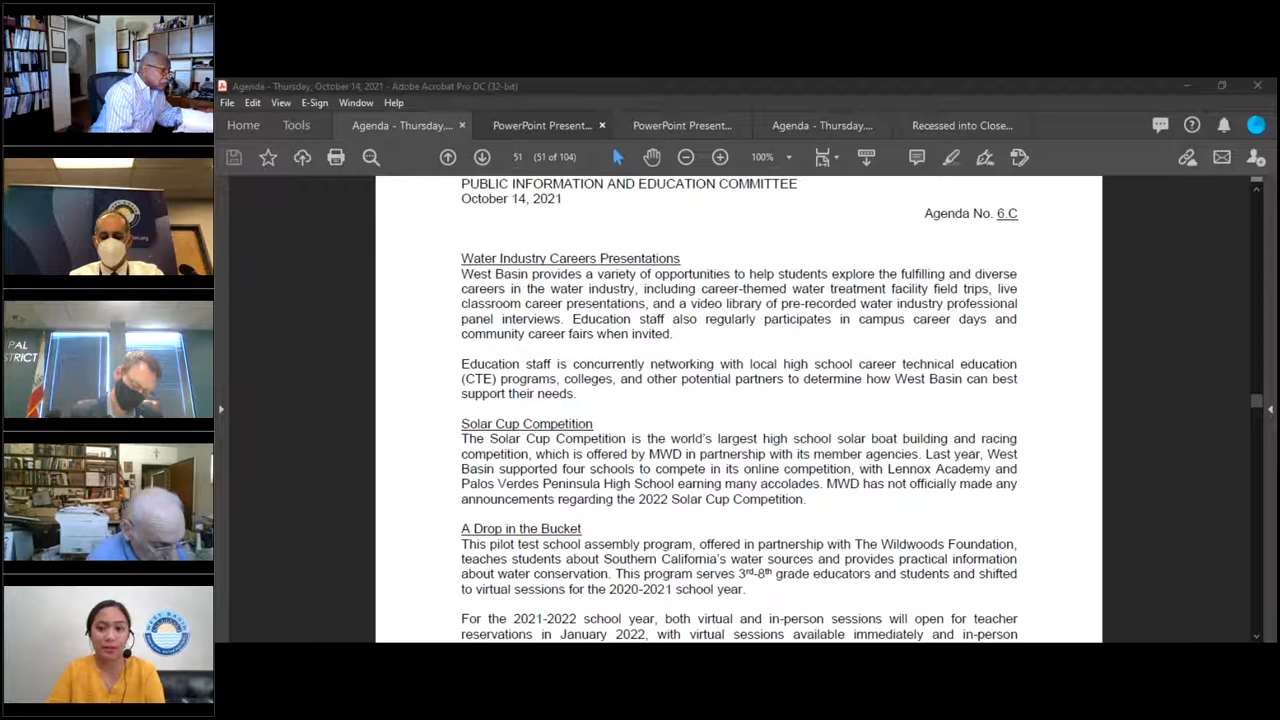 Agenda - Thursday, October 14, 2021 - Adobe Acrobat Pro DC (32-bit)
File Edit View E-Sign Window Help
Home Tools Agenda - Thursday,... × PowerPoint Present... × PowerPoint Present... Agenda - Thursday,... Recessed into Close...
51 (51 of 104) 100%
PUBLIC INFORMATION AND EDUCATION COMMITTEE
October 14, 2021
Agenda No. 6.C
Water Industry Careers Presentations
West Basin provides a variety of opportunities to help students explore the fulfilling and diverse
careers in the water industry, including career-themed water treatment facility field trips, live
classroom career presentations, and a video library of pre-recorded water industry professional
panel interviews. Education staff also regularly participates in campus career days and
community career fairs when invited.
Education staff is concurrently networking with local high school career technical education
(CTE) programs, colleges, and other potential partners to determine how West Basin can best
support their needs.
Solar Cup Competition
The Solar Cup Competition is the world's largest high school solar boat building and racing
competition, which is offered by MWD in partnership with its member agencies. Last year, West
Basin supported four schools to compete in its online competition, with Lennox Academy and
Palos Verdes Peninsula High School earning many accolades. MWD has not officially made any
announcements regarding the 2022 Solar Cup Competition.
A Drop in the Bucket
This pilot test school assembly program, offered in partnership with The Wildwoods Foundation,
teaches students about Southern California's water sources and provides practical information
about water conservation. This program serves 3rd-8th grade educators and students and shifted
to virtual sessions for the 2020-2021 school year.
For the 2021-2022 school year, both virtual and in-person sessions will open for teacher
reservations in January 2022, with virtual sessions available immediately and in-person
PAL
DISTRICT
WEST BASIN